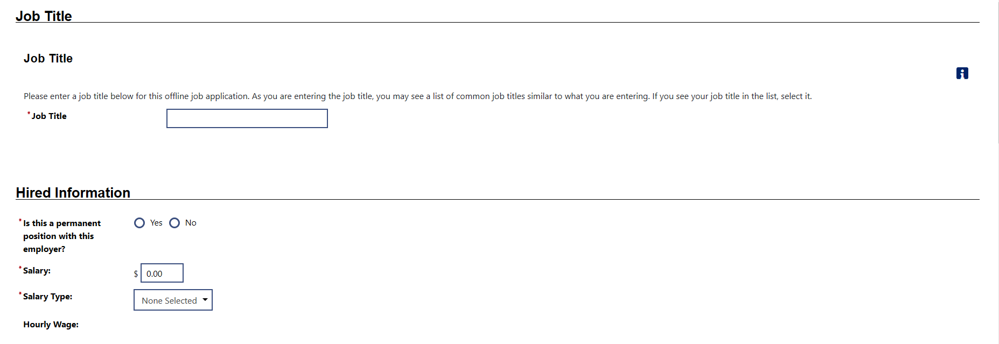 Job Title
Job Title
Please enter a job title below for this offline job application. As you are entering the job title, you may see a list of common job titles similar to what you are entering. If you see your job title in the list, select it.
*Job Title
Hired Information
*Is this a permanent
position with this
employer?
Yes No
*Salary:
$ 0.00
*Salary Type:
None Selected
Hourly Wage: